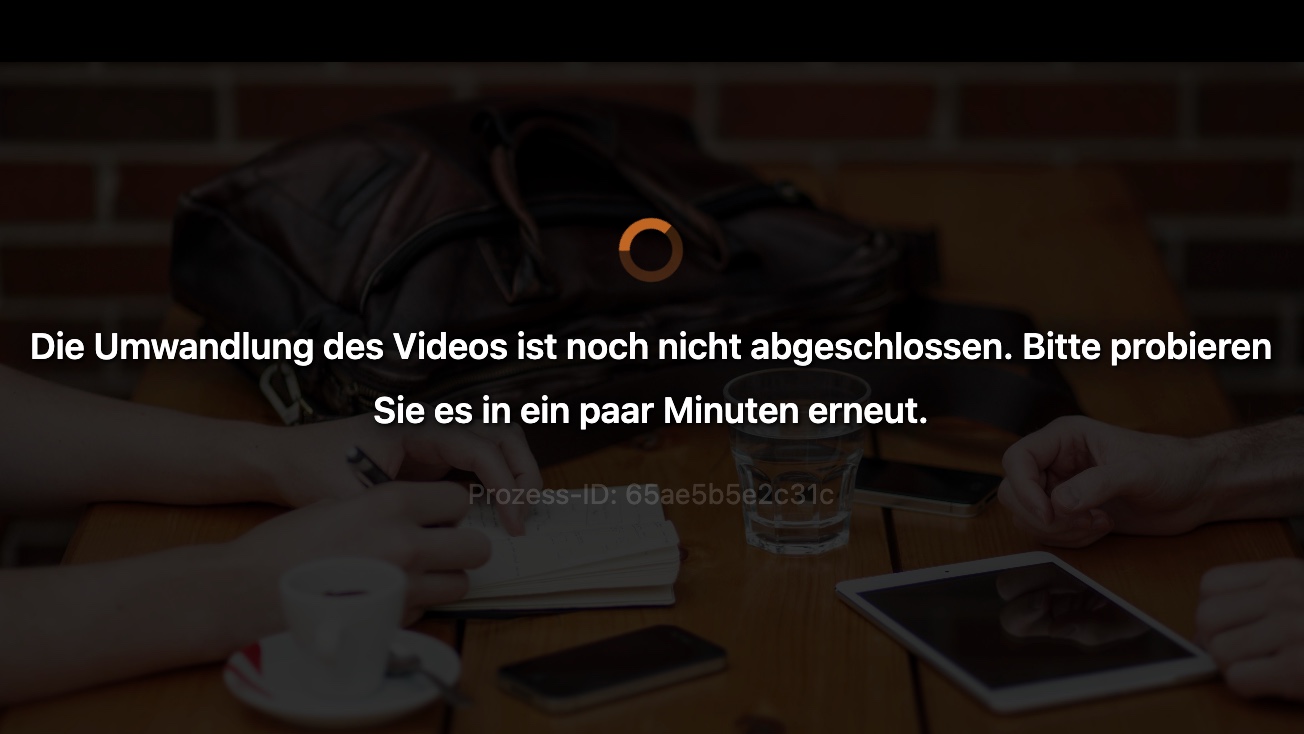 Die Umwandlung des Videos ist noch nicht abgeschlossen. Bitte probieren
Sie es in ein paar Minuten erneut.
Prozess-ID: 65ae5b5e2c31c